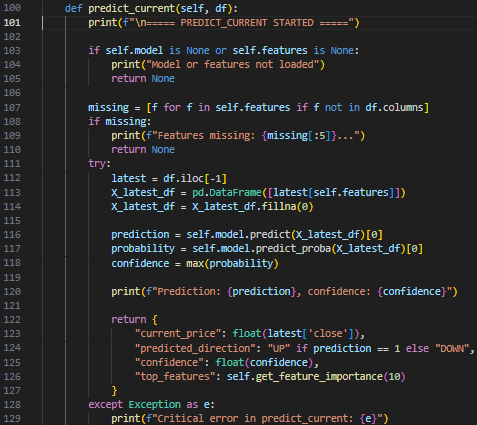 100 def predict_current(self, df):
101 print(f"\n===== PREDICT_CURRENT STARTED =====")
102
103 if self.model is None or self.features is None:
104 print("Model or features not loaded")
105 return None
106
107 missing = [f for f in self.features if f not in df.columns]
108 if missing:
109 print(f"Features missing: {missing[:5]}...")
110 return None
111 try:
112 latest = df.iloc[-1]
113 X_latest_df = pd.DataFrame([latest[self.features]])
114 X_latest_df = X_latest_df.fillna(0)
115
116 prediction = self.model.predict(X_latest_df)[0]
117 probability = self.model.predict_proba(X_latest_df)[0]
118 confidence = max(probability)
119
120 print(f"Prediction: {prediction}, confidence: {confidence}")
121
122 return {
123 "current_price": float(latest['close']),
124 "predicted_direction": "UP" if prediction == 1 else "DOWN",
125 "confidence": float(confidence),
126 "top_features": self.get_feature_importance(10)
127 }
128 except Exception as e:
129 print(f"Critical error in predict_current: {e}")